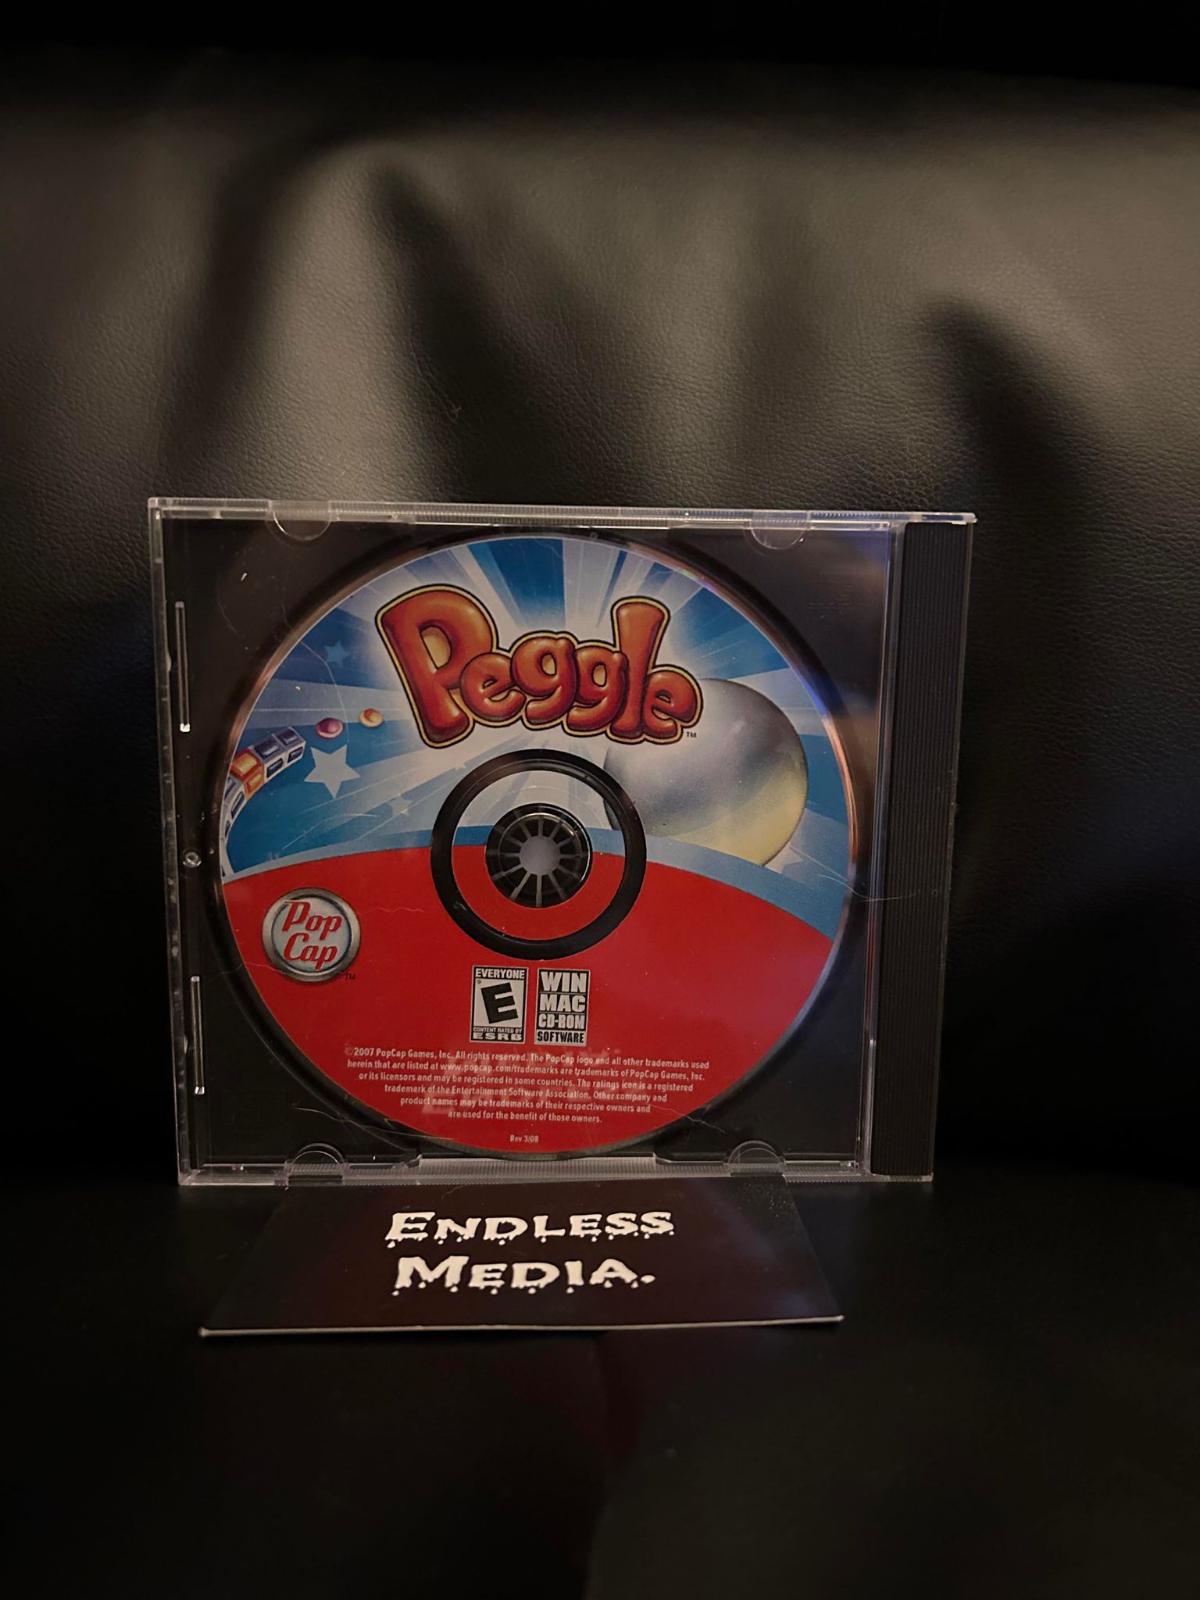 Peggle™
Pop
Cap™
EVERYONE
E
CONTENT RATED BY
ESRB
WIN
MAC
CD-ROM
SOFTWARE
©2007 PopCap Games, Inc. All rights reserved. The PopCap logo and all other trademarks used
herein that are listed at www.popcap.com/trademarks are trademarks of PopCap Games, Inc.
or its licensors and may be registered in some countries. The ratings icon is a registered
trademark of the Entertainment Software Association. Other company and
product names may be trademarks of their respective owners and
are used for the benefit of those owners.
Rev 3/08
ENDLESS
MEDIA.